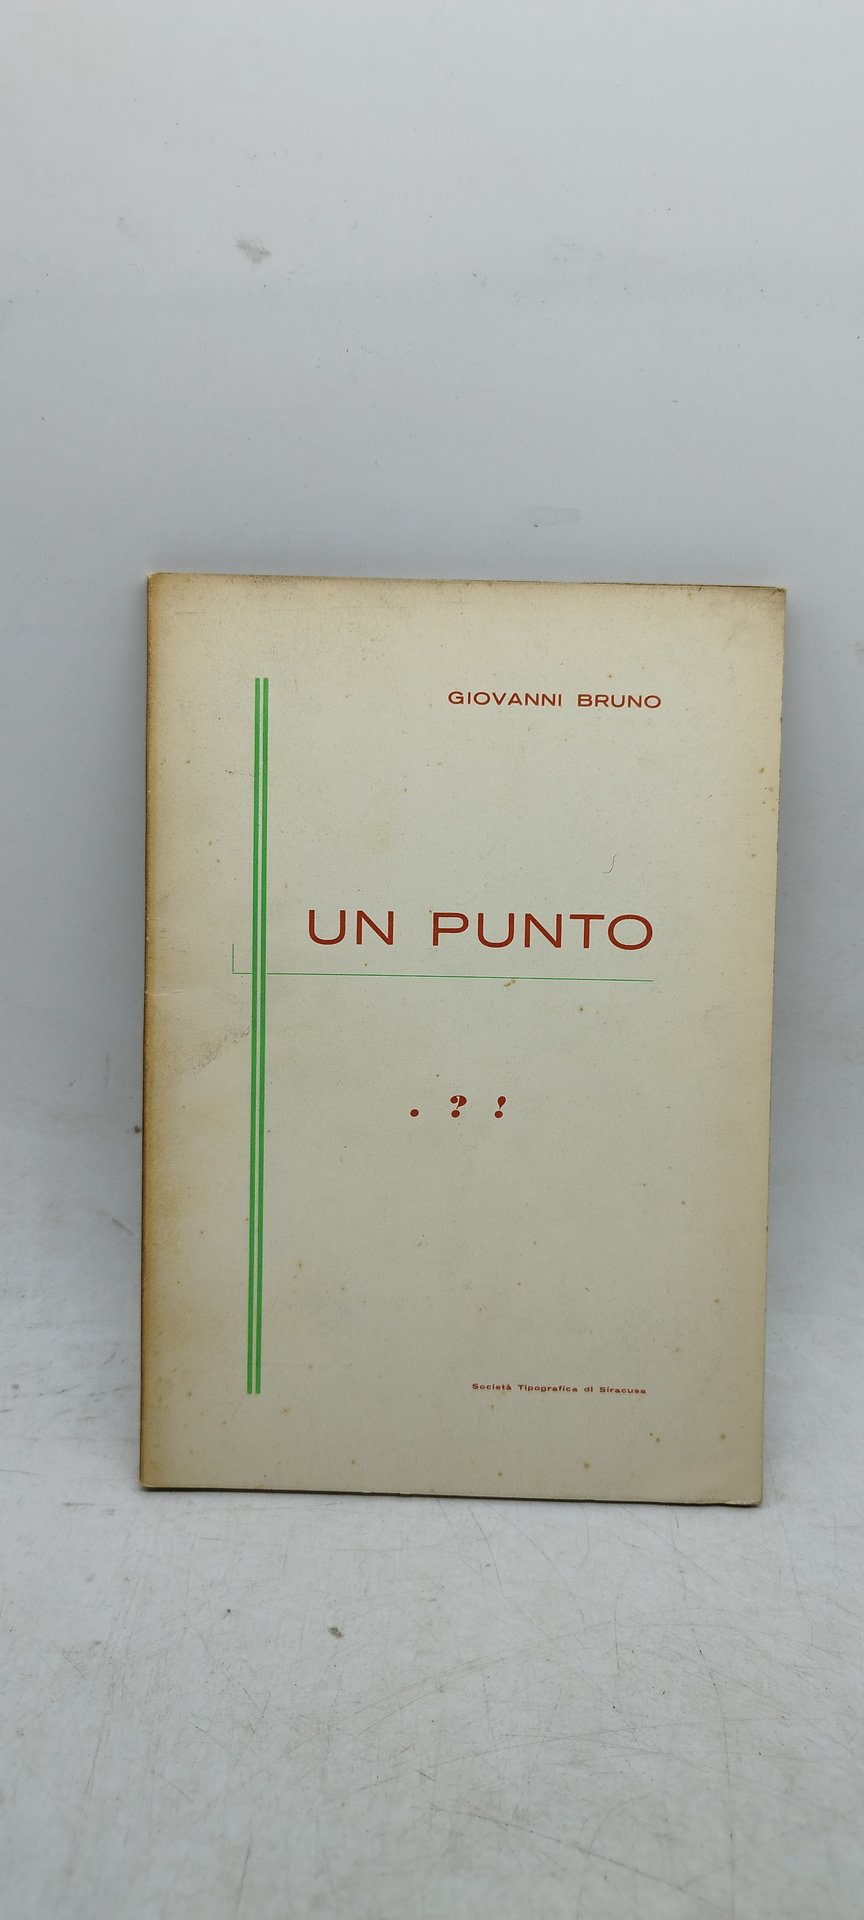 GIOVANNI BRUNO
UN PUNTO
. ? !
Società Tipografica di Siracusa